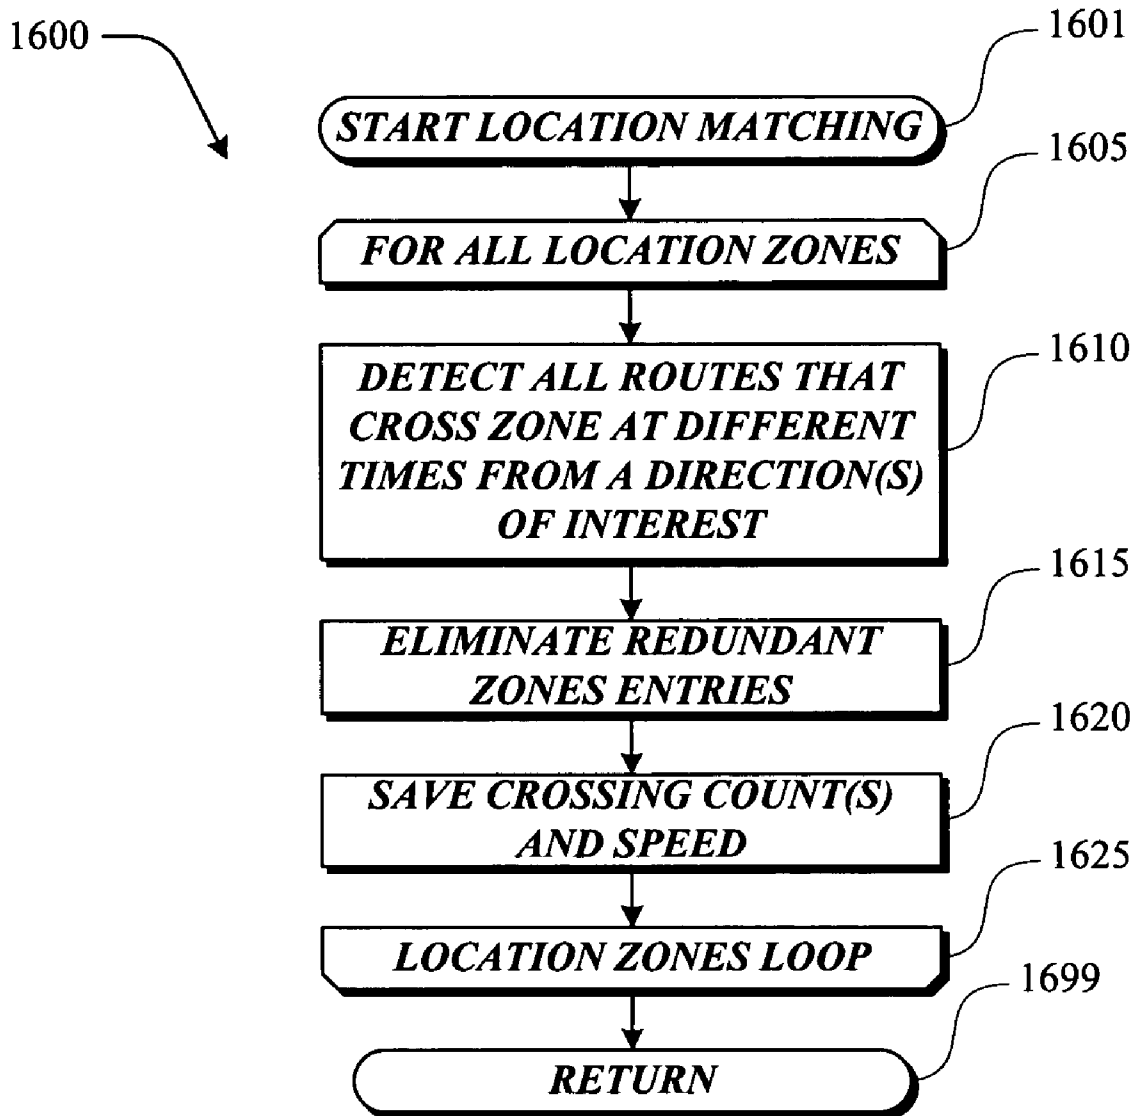 1600
1601
START LOCATION MATCHING
1605
FOR ALL LOCATION ZONES
1610
DETECT ALL ROUTES THAT
CROSS ZONE AT DIFFERENT
TIMES FROM A DIRECTION(S)
OF INTEREST
1615
ELIMINATE REDUNDANT
ZONES ENTRIES
1620
SAVE CROSSING COUNT(S)
AND SPEED
1625
LOCATION ZONES LOOP
1699
RETURN